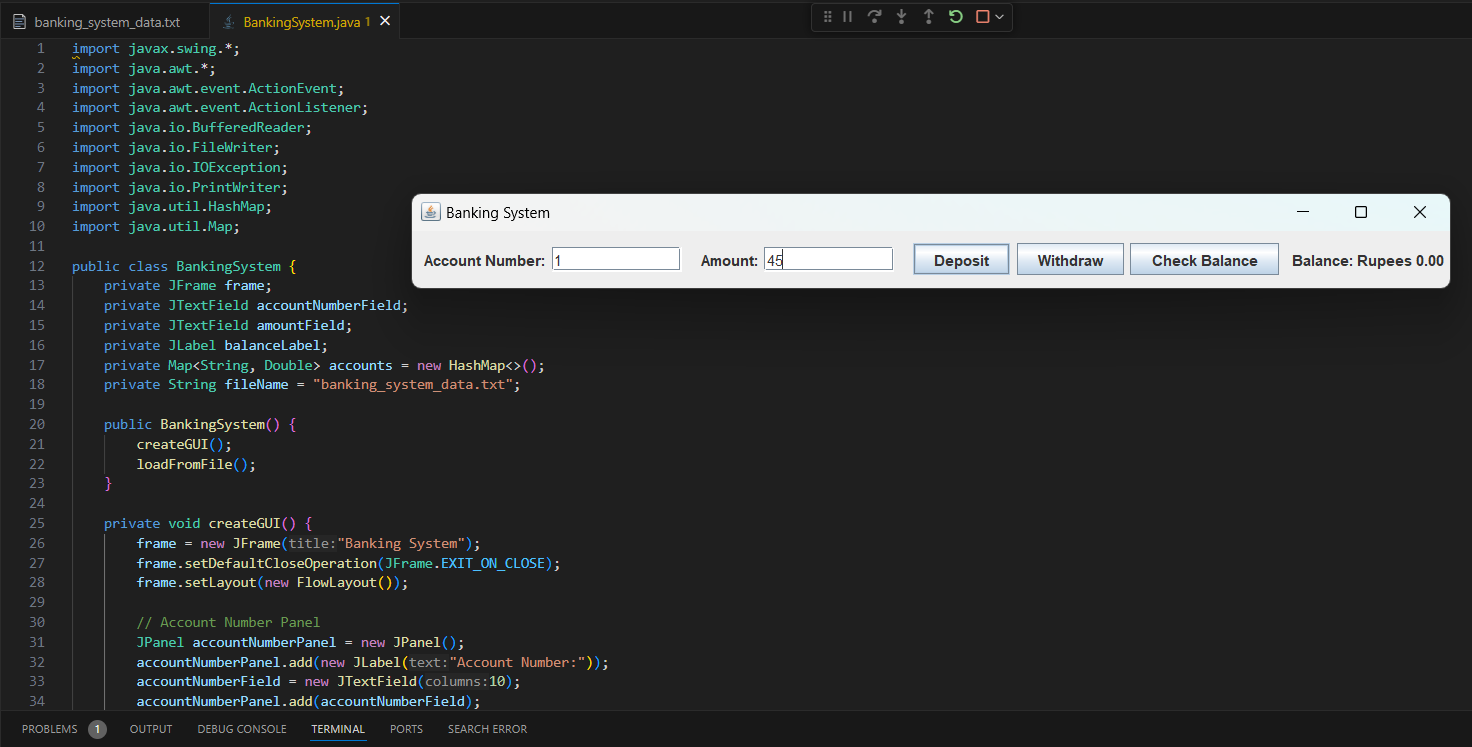 banking_system_data.txt
BankingSystem.java 1
1 import javax.swing.*;
2 import java.awt.*;
3 import java.awt.event.ActionEvent;
4 import java.awt.event.ActionListener;
5 import java.io.BufferedReader;
6 import java.io.FileWriter;
7 import java.io.IOException;
8 import java.io.PrintWriter;
9 import java.util.HashMap;
10 import java.util.Map;
11
12 public class BankingSystem {
13 private JFrame frame;
14 private JTextField accountNumberField;
15 private JTextField amountField;
16 private JLabel balanceLabel;
17 private Map<String, Double> accounts = new HashMap<>();
18 private String fileName = "banking_system_data.txt";
19
20 public BankingSystem() {
21 createGUI();
22 loadFromFile();
23 }
24
25 private void createGUI() {
26 frame = new JFrame(title:"Banking System");
27 frame.setDefaultCloseOperation(JFrame.EXIT_ON_CLOSE);
28 frame.setLayout(new FlowLayout());
29
30 // Account Number Panel
31 JPanel accountNumberPanel = new JPanel();
32 accountNumberPanel.add(new JLabel(text:"Account Number:"));
33 accountNumberField = new JTextField(columns:10);
34 accountNumberPanel.add(accountNumberField);
Banking System
Account Number: 1 Amount: 45 Deposit Withdraw Check Balance Balance: Rupees 0.00
PROBLEMS 1 OUTPUT DEBUG CONSOLE TERMINAL PORTS SEARCH ERROR